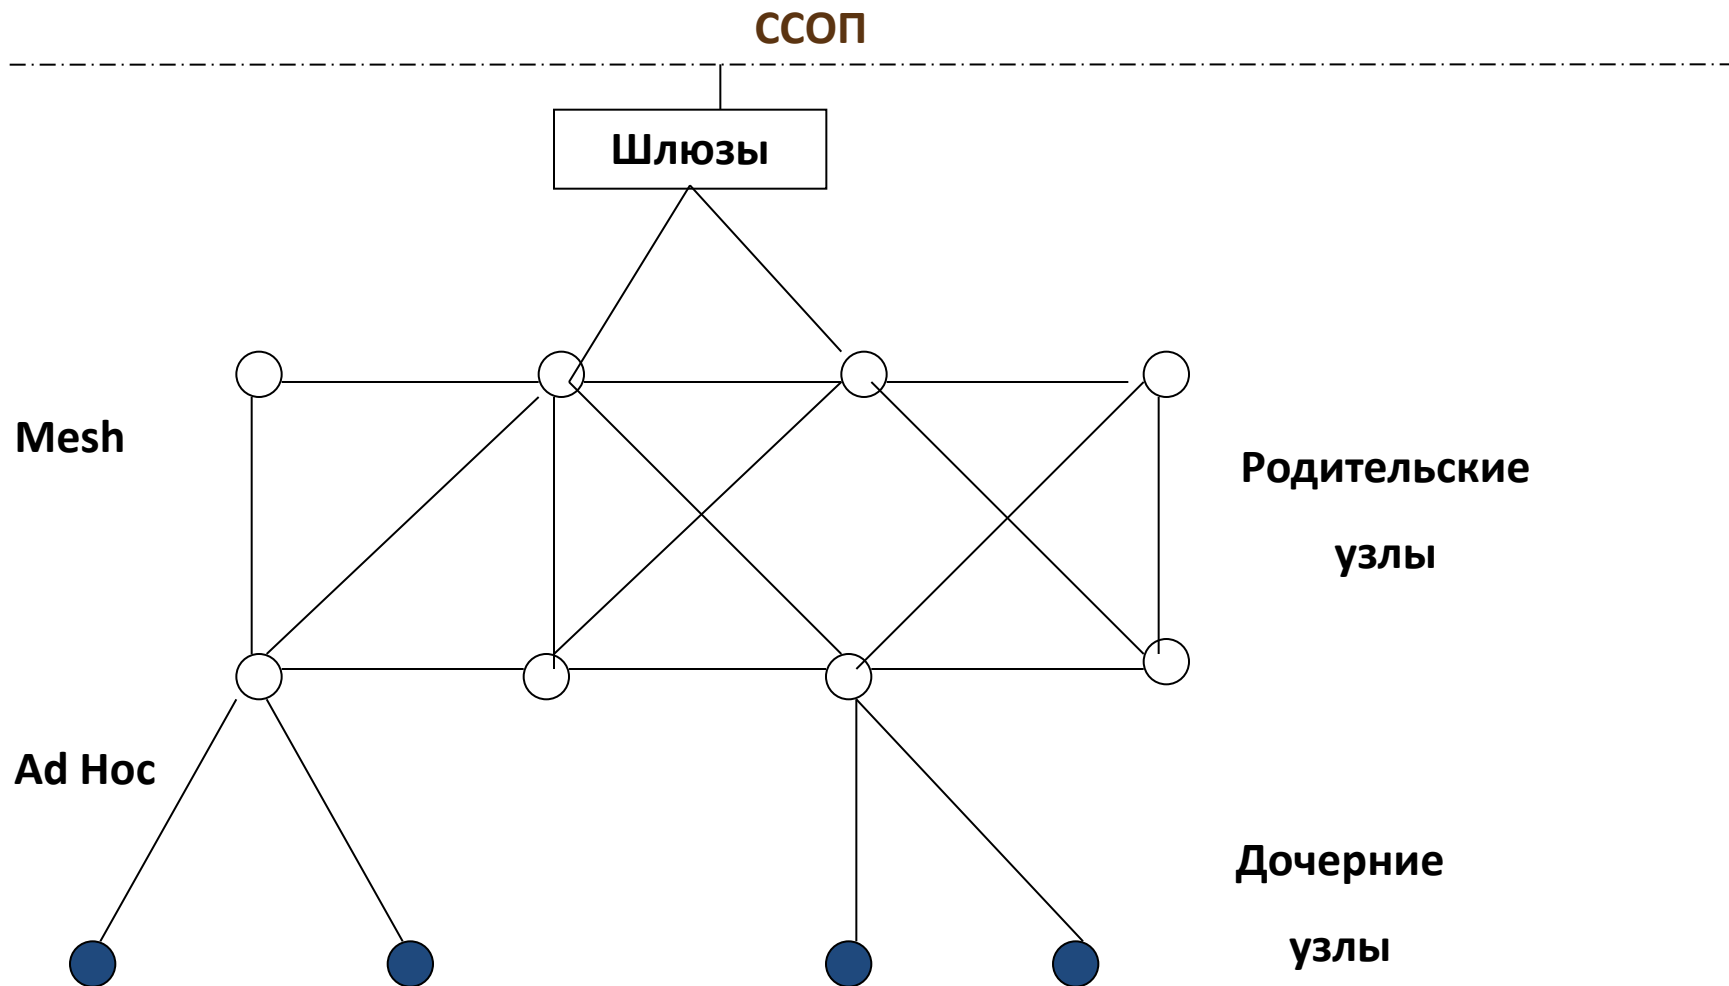 ССОП
Шлюзы
Mesh
Родительские
узлы
Ad Hoc
Дочерние
узлы